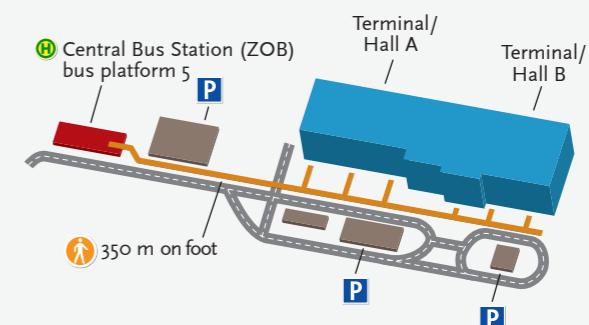 Terminal/
Hall A
Terminal/
Hall B
H Central Bus Station (ZOB)
bus platform 5
P
350 m on foot
P
P